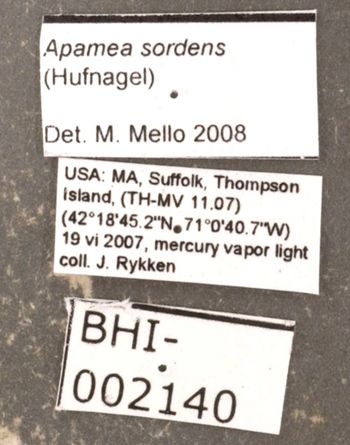 Apamea sordens
(Hufnagel)
Det. M. Mello 2008
USA: MA, Suffolk, Thompson
Island, (TH-MV 11.07)
(42°18'45.2"N, 71°0'40.7"W)
19 vi 2007, mercury vapor light
coll. J. Rykken
BHI-
002140